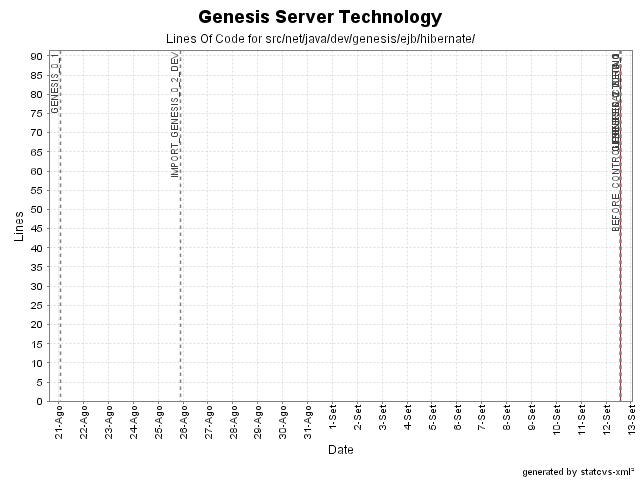 Genesis Server Technology
Lines Of Code for src/net/java/dev/genesis/ejb/hibernate/
90
85
80
75
70
65
60
55
50
45
40
35
30
25
20
15
10
5
0
Lines
GENESIS_0_1
IMPORT_GENESIS_0_2_DEV
21-Ago
22-Ago
23-Ago
24-Ago
25-Ago
26-Ago
27-Ago
28-Ago
29-Ago
30-Ago
31-Ago
1-Set
2-Set
3-Set
4-Set
5-Set
6-Set
7-Set
8-Set
9-Set
10-Set
11-Set
12-Set
13-Set
Date
generated by statcvs-xml²